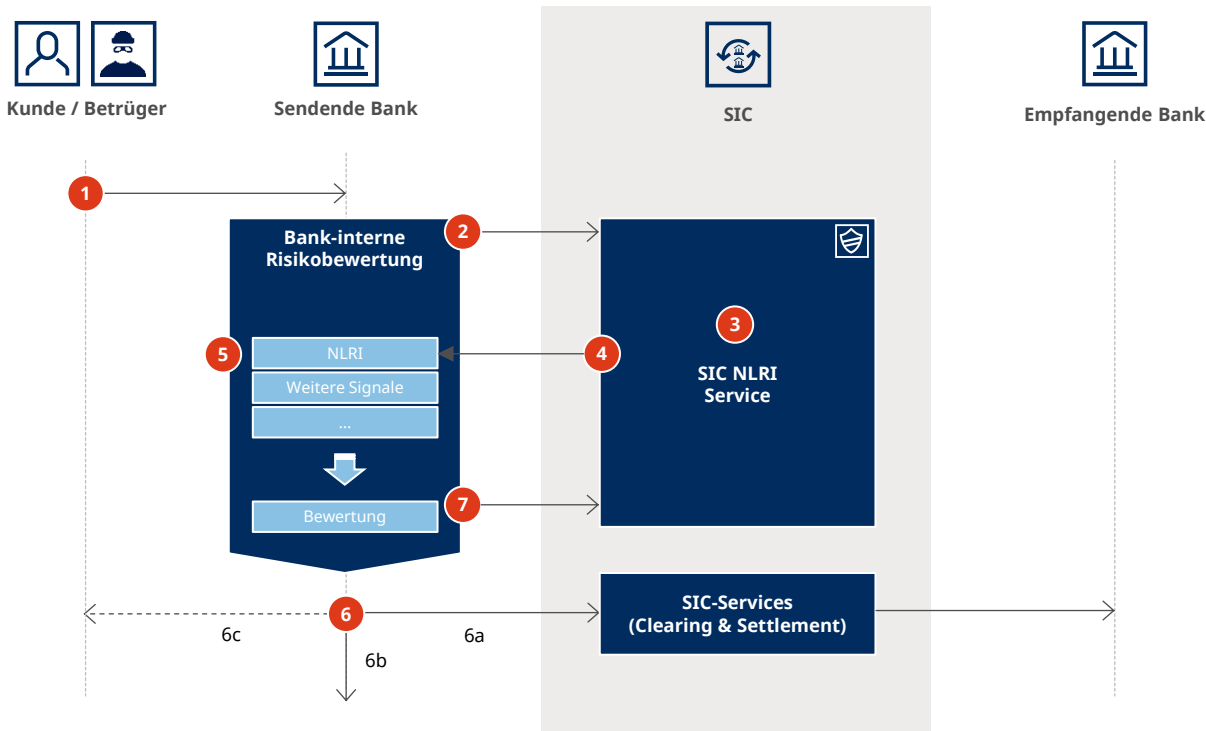 Kunde / Betrüger
Sendende Bank
SIC
Empfangende Bank
1
Bank-interne
Risikobewertung
2
3
SIC NLRI
Service
4
5
NLRI
Weitere Signale
...
Bewertung
7
6
6c
6a
6b
SIC-Services
(Clearing & Settlement)